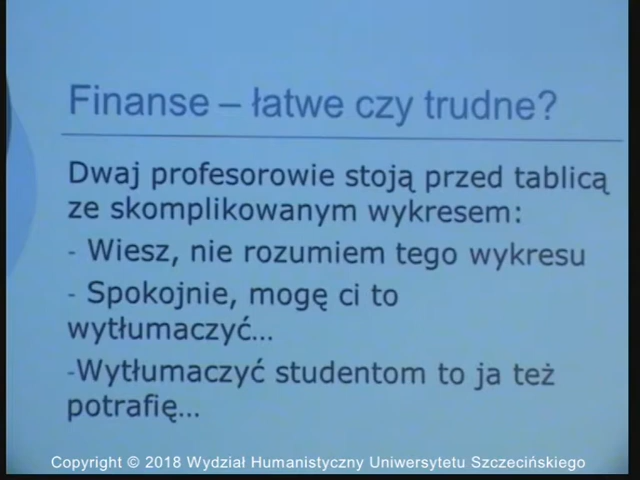 Finanse – łatwe czy trudne?
Dwaj profesorowie stoją przed tablicą
ze skomplikowanym wykresem:
- Wiesz, nie rozumiem tego wykresu
- Spokojnie, mogę ci to
wytłumaczyć...
-Wytłumaczyć studentom to ja też
potrafię...
Copyright © 2018 Wydział Humanistyczny Uniwersytetu Szczecińskiego